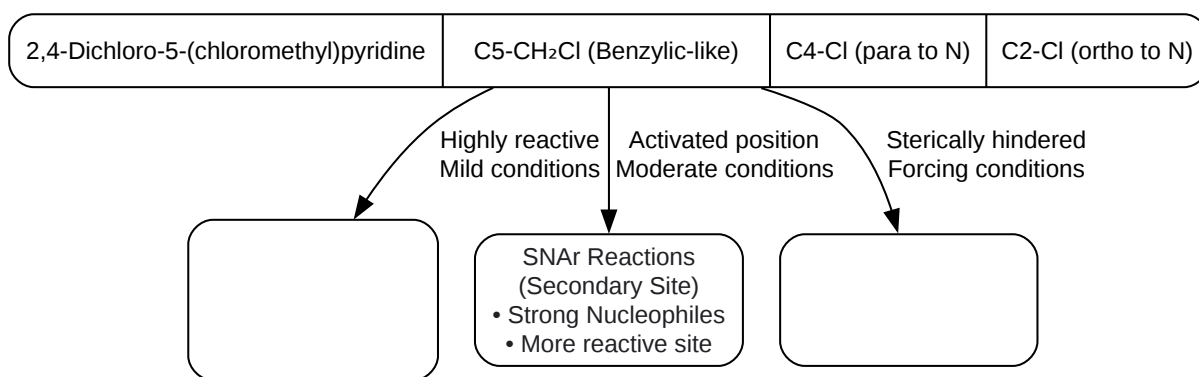 2,4-Dichloro-5-(chloromethyl)pyridine
C5-CH₂Cl (Benzylic-like)
C4-Cl (para to N)
C2-Cl (ortho to N)
Highly reactive
Mild conditions
Activated position
Moderate conditions
Sterically hindered
Forcing conditions
SNAr Reactions
(Secondary Site)
• Strong Nucleophiles
• More reactive site